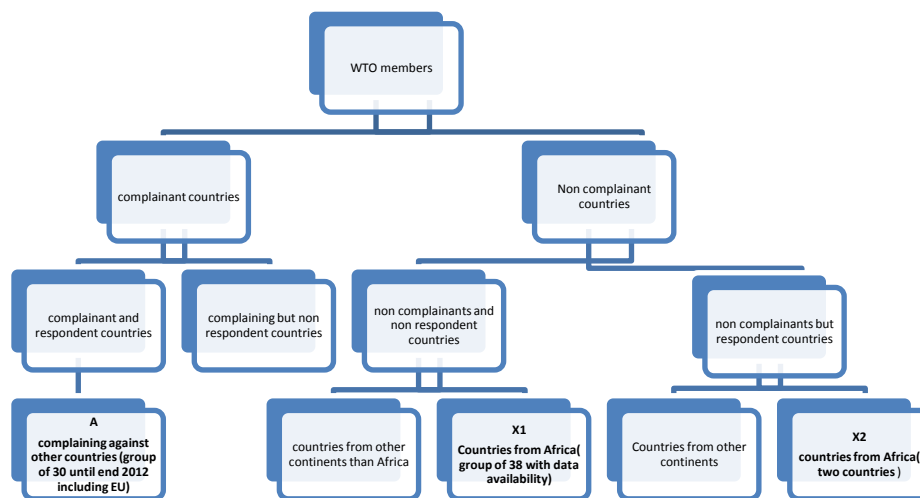 WTO members
complainant countries
Non complainant
countries
complainant and
respondent countries
complaining but non
respondent countries
non complainants and
non respondent
countries
non complainants but
respondent countries
A
complaining against
other countries (group
of 30 until end 2012
including EU)
countries from other
continents than Africa
X1
Countries from Africa(
group of 38 with data
availability)
Countries from other
continents
X2
countries from Africa(
two countries )